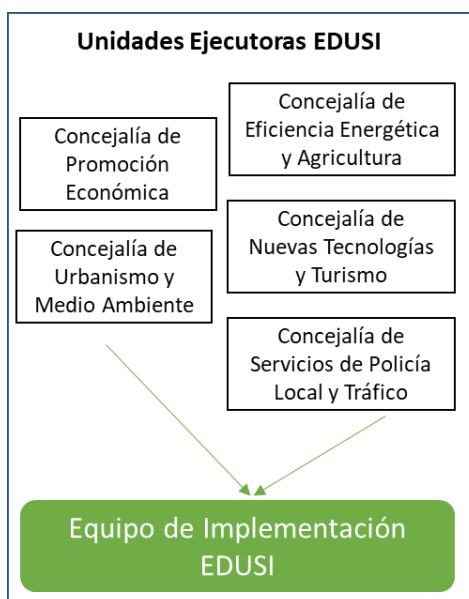 Unidades Ejecutoras EDUSI
Concejalía de
Promoción
Económica
Concejalía de
Urbanismo y
Medio Ambiente
Concejalía de
Eficiencia Energética
y Agricultura
Concejalía de
Nuevas Tecnologías
y Turismo
Concejalía de
Servicios de Policía
Local y Tráfico
Equipo de Implementación
EDUSI